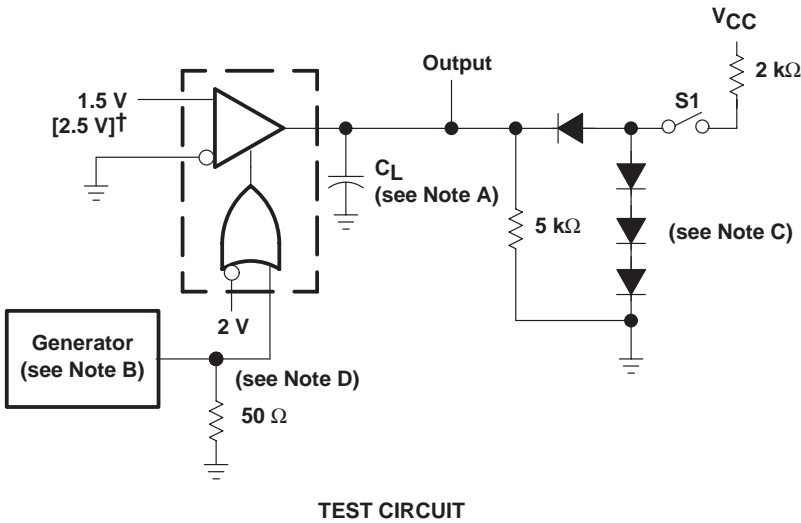 VCC
2 kΩ
Output
S1
1.5 V
[2.5 V]†
CL
(see Note A)
5 kΩ
(see Note C)
2 V
Generator
(see Note B)
(see Note D)
50 Ω
TEST CIRCUIT